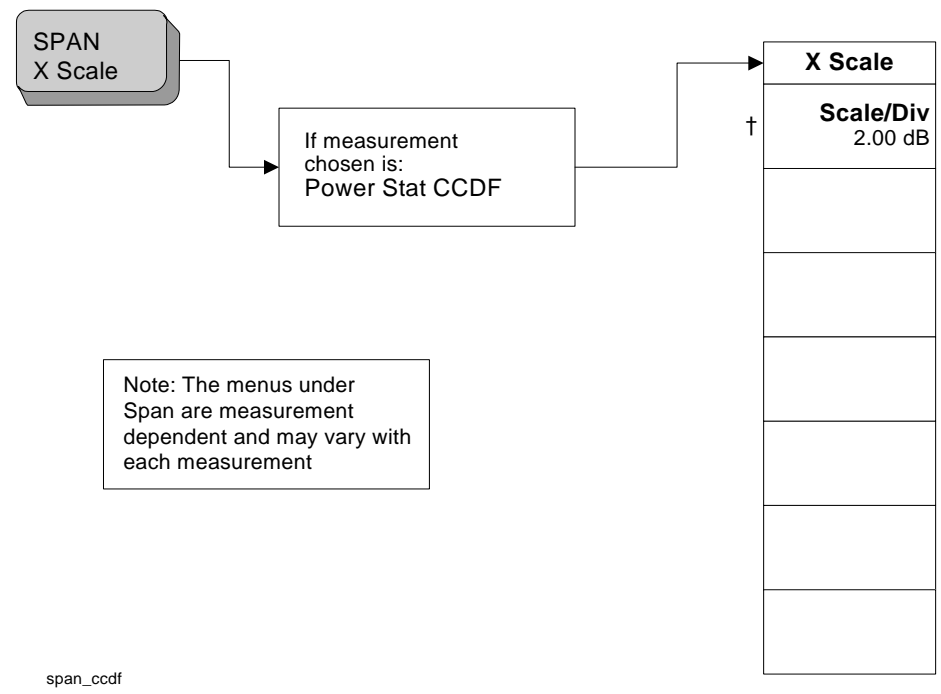 SPAN
X Scale
If measurement
chosen is:
Power Stat CCDF
X Scale
†
Scale/Div
2.00 dB
Note: The menus under
Span are measurement
dependent and may vary with
each measurement
span_ccdf